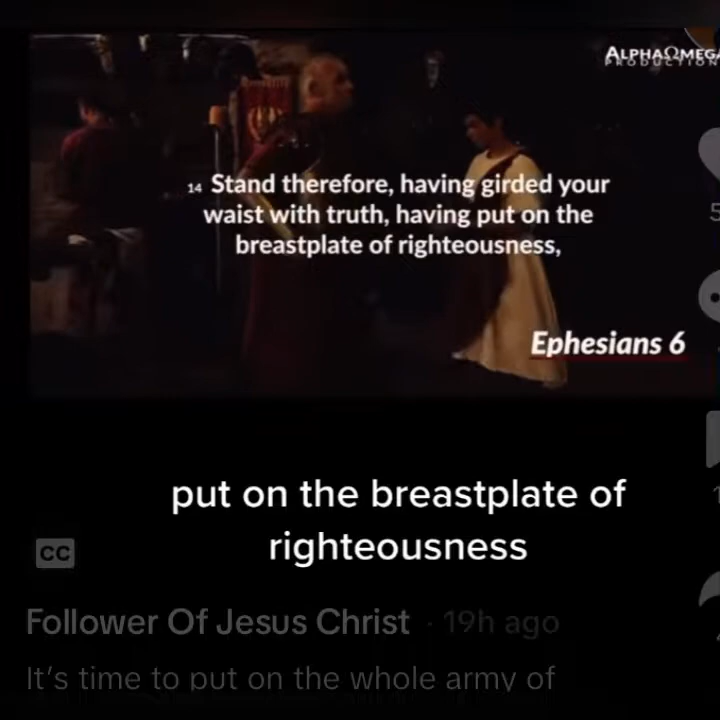 ALPHAΩMEGA
PRODUCTION
14 Stand therefore, having girded your
waist with truth, having put on the
breastplate of righteousness,
Ephesians 6
put on the breastplate of
righteousness
CC
Follower Of Jesus Christ · 19h ago
It's time to put on the whole army of